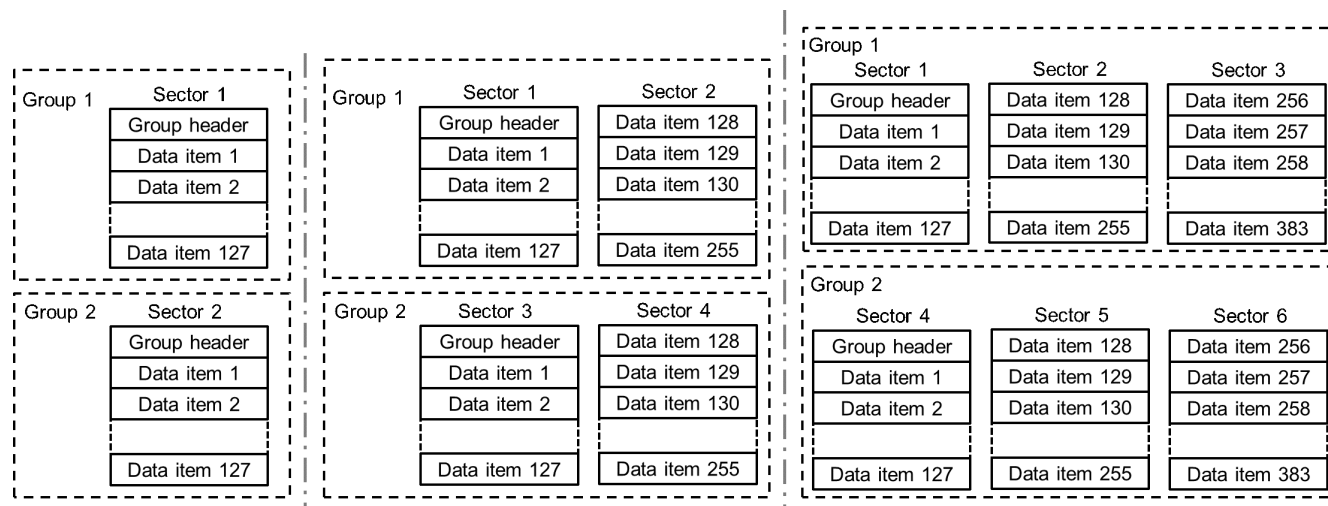 Group 1
Sector 1
Group header
Data item 1
Data item 2
Data item 127
Group 2
Sector 2
Group header
Data item 1
Data item 2
Data item 127
Group 1
Sector 1
Group header
Data item 1
Data item 2
Data item 127
Sector 2
Data item 128
Data item 129
Data item 130
Data item 255
Group 2
Sector 3
Group header
Data item 1
Data item 2
Data item 127
Sector 4
Data item 128
Data item 129
Data item 130
Data item 255
Group 1
Sector 1
Group header
Data item 1
Data item 2
Data item 127
Sector 2
Data item 128
Data item 129
Data item 130
Data item 255
Sector 3
Data item 256
Data item 257
Data item 258
Data item 383
Group 2
Sector 4
Group header
Data item 1
Data item 2
Data item 127
Sector 5
Data item 128
Data item 129
Data item 130
Data item 255
Sector 6
Data item 256
Data item 257
Data item 258
Data item 383